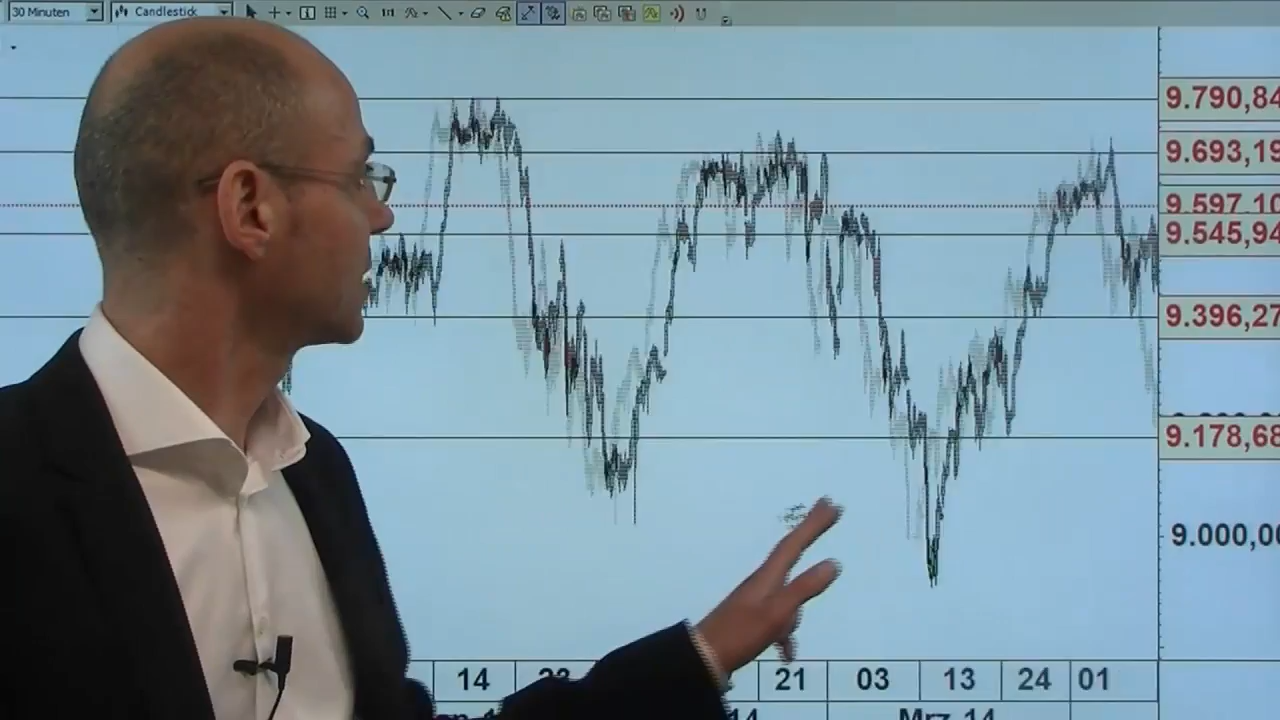 30 Minuten Candlestick
9.790,84
9.693,19
9.597,10
9.545,94
9.396,27
9.178,68
9.000,00
14 21 03 13 24 01
Mrz 14